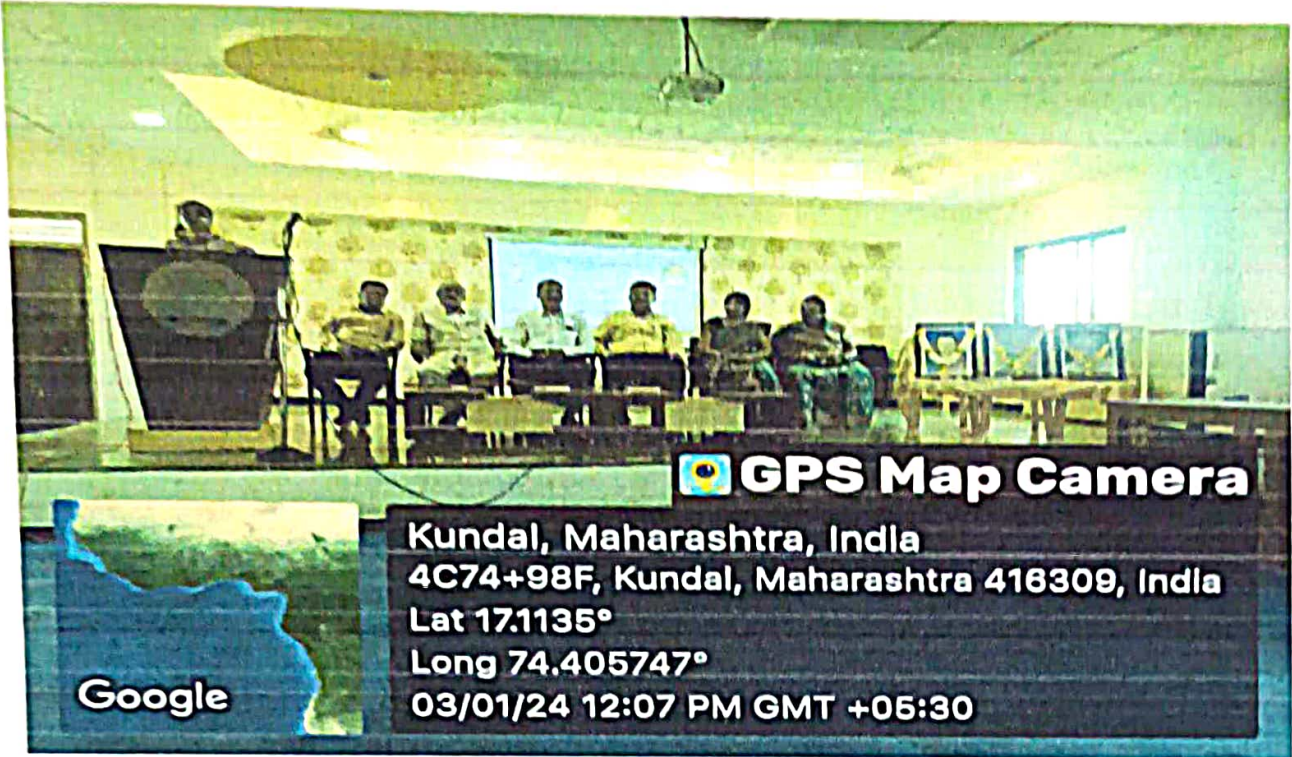 GPS Map Camera
Kundal, Maharashtra, India
4C74+98F, Kundal, Maharashtra 416309, India
Lat 17.1135°
Long 74.405747°
03/01/24 12:07 PM GMT +05:30
Google